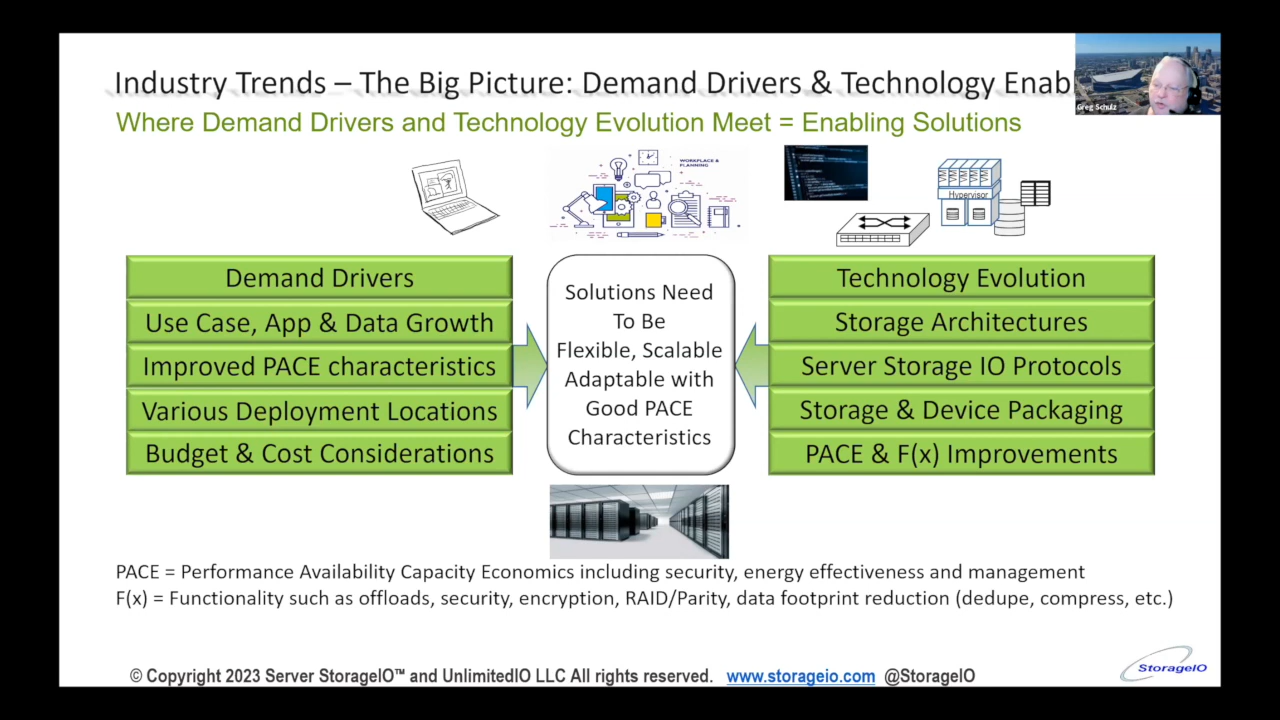 Industry Trends – The Big Picture: Demand Drivers & Technology Enab
Greg Schulz
Where Demand Drivers and Technology Evolution Meet = Enabling Solutions
WORKPLACE &
PLANNING
Hypervisor
Demand Drivers
Use Case, App & Data Growth
Improved PACE characteristics
Various Deployment Locations
Budget & Cost Considerations
Solutions Need
To Be
Flexible, Scalable
Adaptable with
Good PACE
Characteristics
Technology Evolution
Storage Architectures
Server Storage IO Protocols
Storage & Device Packaging
PACE & F(x) Improvements
PACE = Performance Availability Capacity Economics including security, energy effectiveness and management
F(x) = Functionality such as offloads, security, encryption, RAID/Parity, data footprint reduction (dedupe, compress, etc.)
© Copyright 2023 Server StorageIO™ and UnlimitedIO LLC All rights reserved. www.storageio.com @StorageIO
StorageIO